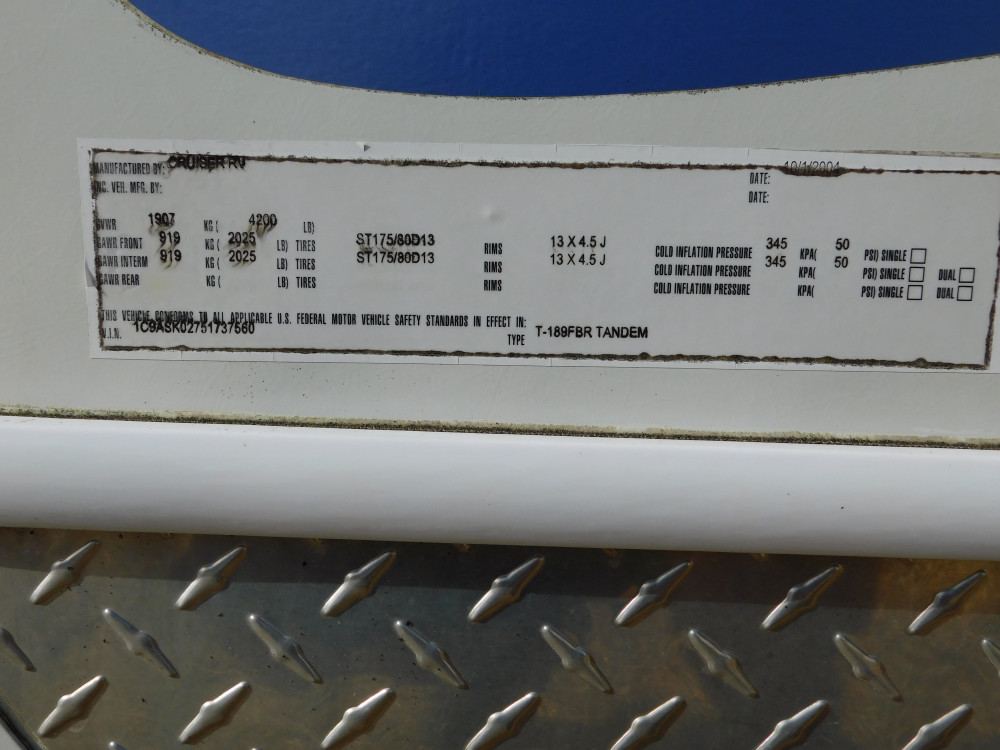 MANUFACTURED BY: CRUISER RV 10/1/2004
INC. VEH. MFG. BY: DATE:
DATE:
GVWR 1907 KG ( 4200 LB)
GAWR FRONT 919 KG ( 2025 LB) TIRES ST175/80D13 RIMS 13 X 4.5 J COLD INFLATION PRESSURE 345 KPA( 50 PSI) SINGLE
GAWR INTERM 919 KG ( 2025 LB) TIRES ST175/80D13 RIMS 13 X 4.5 J COLD INFLATION PRESSURE 345 KPA( 50 PSI) SINGLE DUAL
GAWR REAR KG ( LB) TIRES RIMS COLD INFLATION PRESSURE KPA( PSI) SINGLE DUAL
THIS VEHICLE CONFORMS TO ALL APPLICABLE U.S. FEDERAL MOTOR VEHICLE SAFETY STANDARDS IN EFFECT IN:
V.I.N. 1C9ASK02751737560 TYPE T-189FBR TANDEM